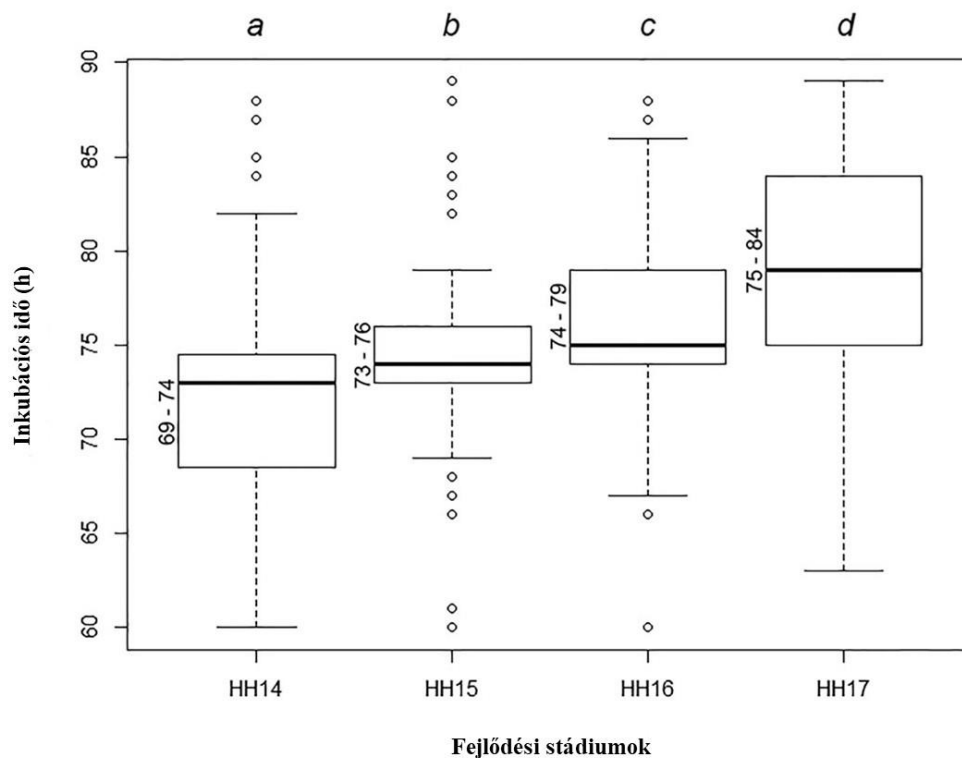 a b c d
90
85
80
75
70
65
60
Inkubációs idő (h)
69 - 74
73 - 76
74 - 79
75 - 84
HH14 HH15 HH16 HH17
Fejlődési stádiumok